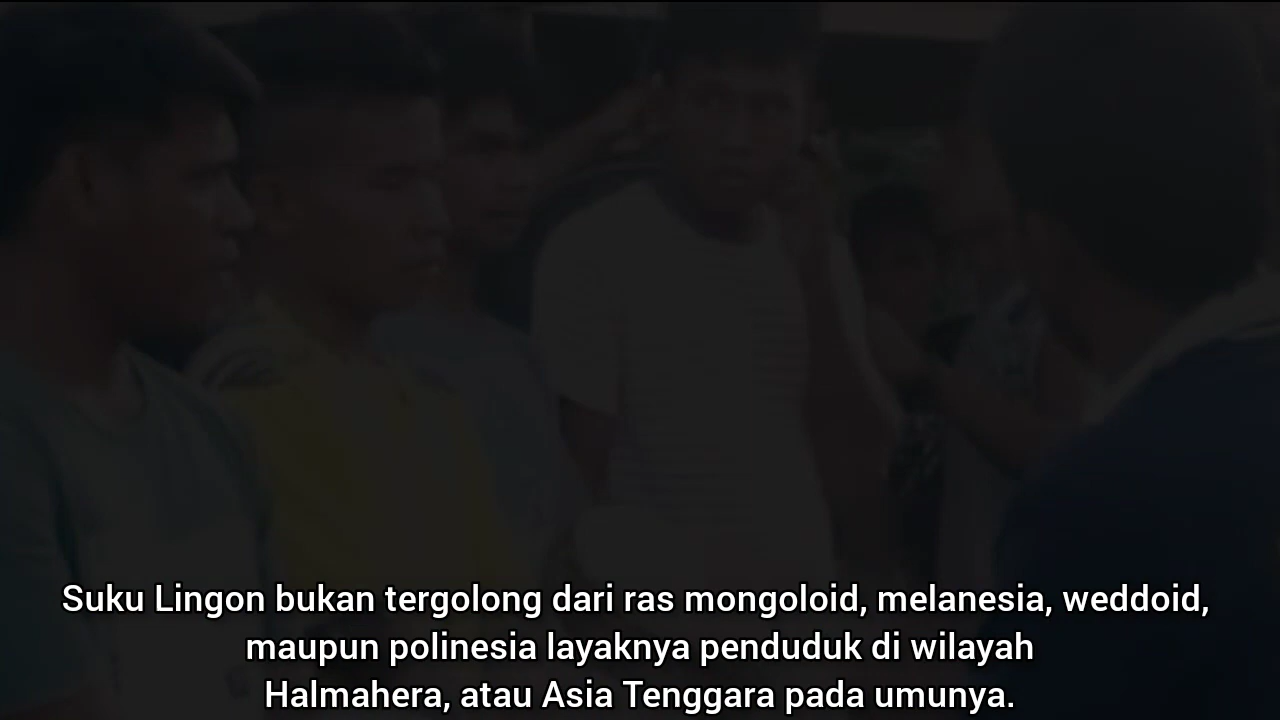 Suku Lingon bukan tergolong dari ras mongoloid, melanesia, weddoid,
maupun polinesia layaknya penduduk di wilayah
Halmahera, atau Asia Tenggara pada umunya.